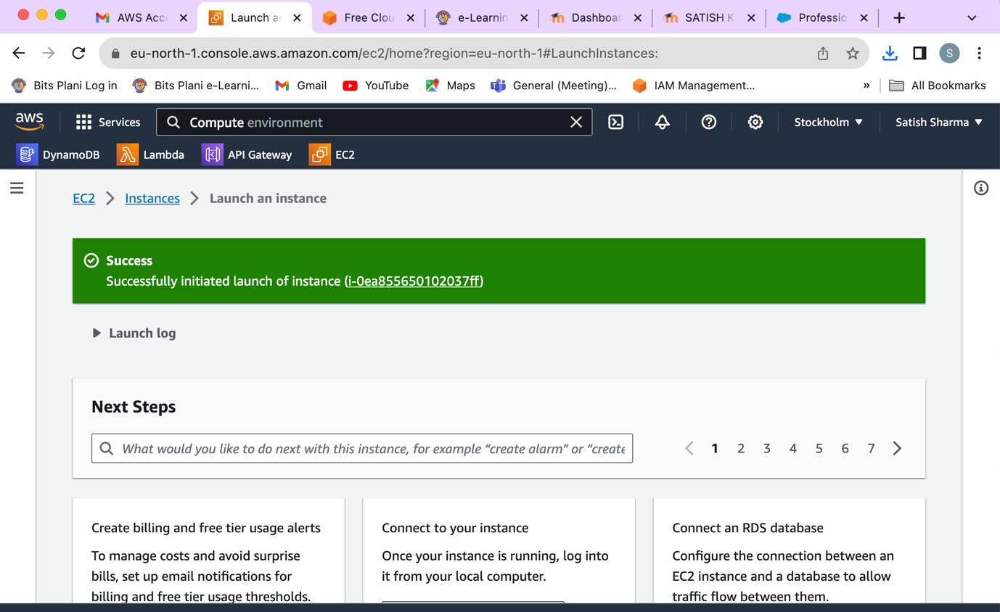 AWS Acc
Launch a
Free Clou
e-Learnin
Dashboar
SATISH K
Professio
eu-north-1.console.aws.amazon.com/ec2/home?region=eu-north-1#LaunchInstances:
S
Bits Plani Log in
Bits Plani e-Learni...
Gmail
YouTube
Maps
General (Meeting)...
IAM Management...
»
All Bookmarks
aws
Services
Compute environment
Stockholm
Satish Sharma
DynamoDB
Lambda
API Gateway
EC2
EC2 > Instances > Launch an instance
Success
Successfully initiated launch of instance (i-0ea855650102037ff)
Launch log
Next Steps
What would you like to do next with this instance, for example “create alarm” or “create
1 2 3 4 5 6 7
Create billing and free tier usage alerts
To manage costs and avoid surprise
bills, set up email notifications for
billing and free tier usage thresholds.
Connect to your instance
Once your instance is running, log into
it from your local computer.
Connect an RDS database
Configure the connection between an
EC2 instance and a database to allow
traffic flow between them.